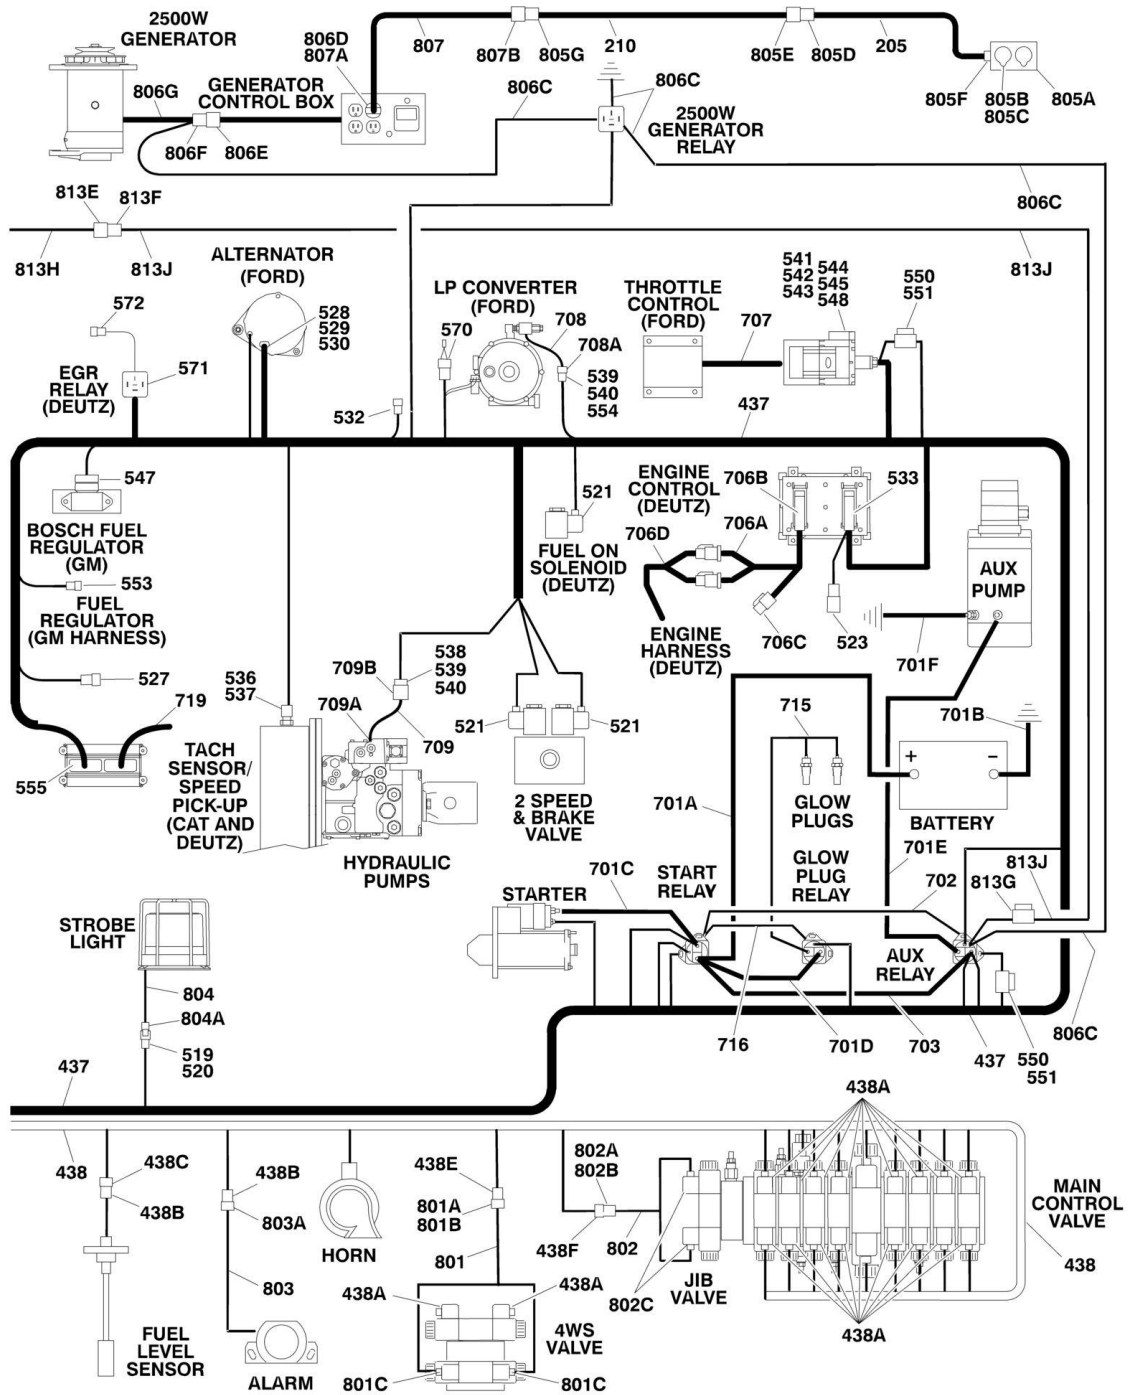 2500W
GENERATOR
806D
807A
807
807B
805G
210
805E
805D
205
GENERATOR
CONTROL BOX
806G
806F
806E
806C
806C
2500W
GENERATOR
RELAY
805F
805B
805C
805A
806C
813E
813F
813H
813J
ALTERNATOR
(FORD)
813J
572
528
529
530
571
EGR
RELAY
(DEUTZ)
LP CONVERTER
(FORD)
570
708
708A
539
540
554
532
THROTTLE
CONTROL
(FORD)
707
541
542
543
544
545
548
550
551
437
547
BOSCH FUEL
REGULATOR
(GM)
553
FUEL
REGULATOR
(GM HARNESS)
527
719
555
521
FUEL ON
SOLENOID
(DEUTZ)
ENGINE
CONTROL
(DEUTZ)
706B
533
706A
706D
706C
523
ENGINE
HARNESS
(DEUTZ)
AUX
PUMP
701F
536
537
TACH
SENSOR/
SPEED
PICK-UP
(CAT AND
DEUTZ)
709B
538
539
540
709A
709
HYDRAULIC
PUMPS
521
521
2 SPEED
& BRAKE
VALVE
715
701A
GLOW
PLUGS
701B
+
-
BATTERY
701E
813J
GLOW
PLUG
RELAY
START
RELAY
701C
STARTER
702
813G
AUX
RELAY
716
701D
703
437
550
551
806C
STROBE
LIGHT
804
804A
519
520
437
438
438C
438B
FUEL
LEVEL
SENSOR
438B
803A
803
ALARM
HORN
438E
801A
801B
801
438A
438A
4WS
VALVE
801C
801C
802A
802B
438F
802
802C
JIB
VALVE
438A
MAIN
CONTROL
VALVE
438
438A